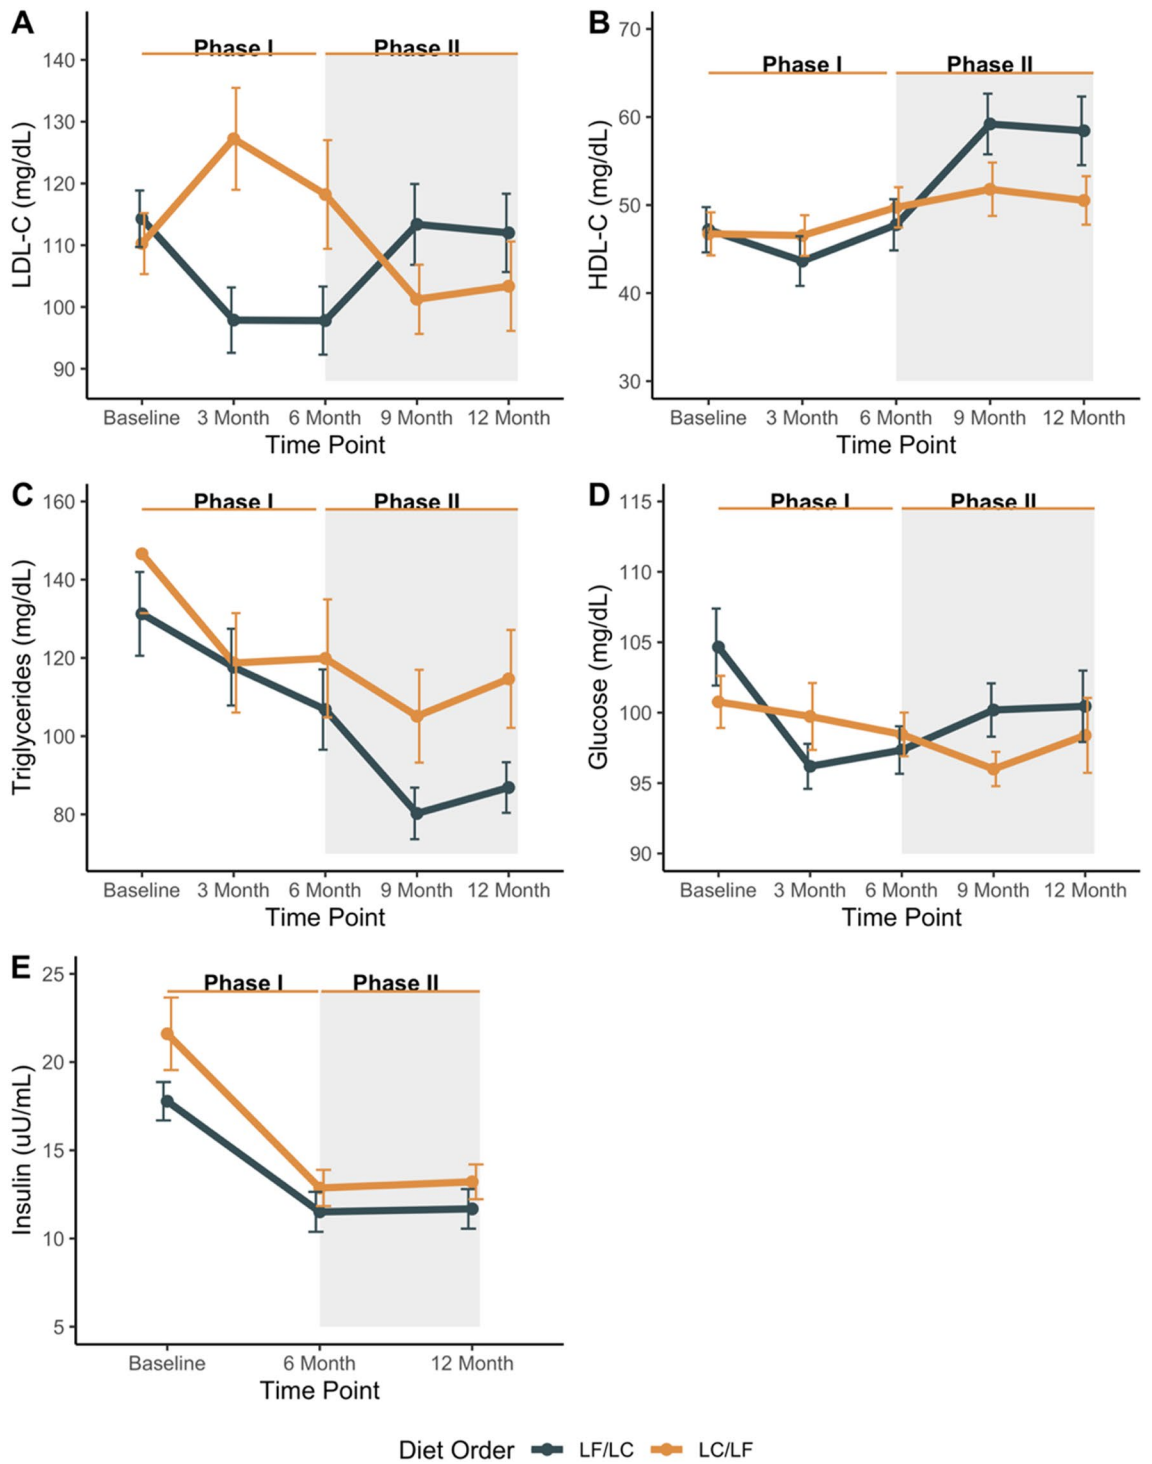 A
Phase I Phase II
LDL-C (mg/dL)
140
130
120
110
100
90
Baseline 3 Month 6 Month 9 Month 12 Month
Time Point
B
Phase I Phase II
HDL-C (mg/dL)
70
60
50
40
30
Baseline 3 Month 6 Month 9 Month 12 Month
Time Point
C
Phase I Phase II
Triglycerides (mg/dL)
160
140
120
100
80
Baseline 3 Month 6 Month 9 Month 12 Month
Time Point
D
Phase I Phase II
Glucose (mg/dL)
115
110
105
100
95
90
Baseline 3 Month 6 Month 9 Month 12 Month
Time Point
E
Phase I Phase II
Insulin (uU/mL)
25
20
15
10
5
Baseline 6 Month 12 Month
Time Point
Diet Order LF/LC LC/LF